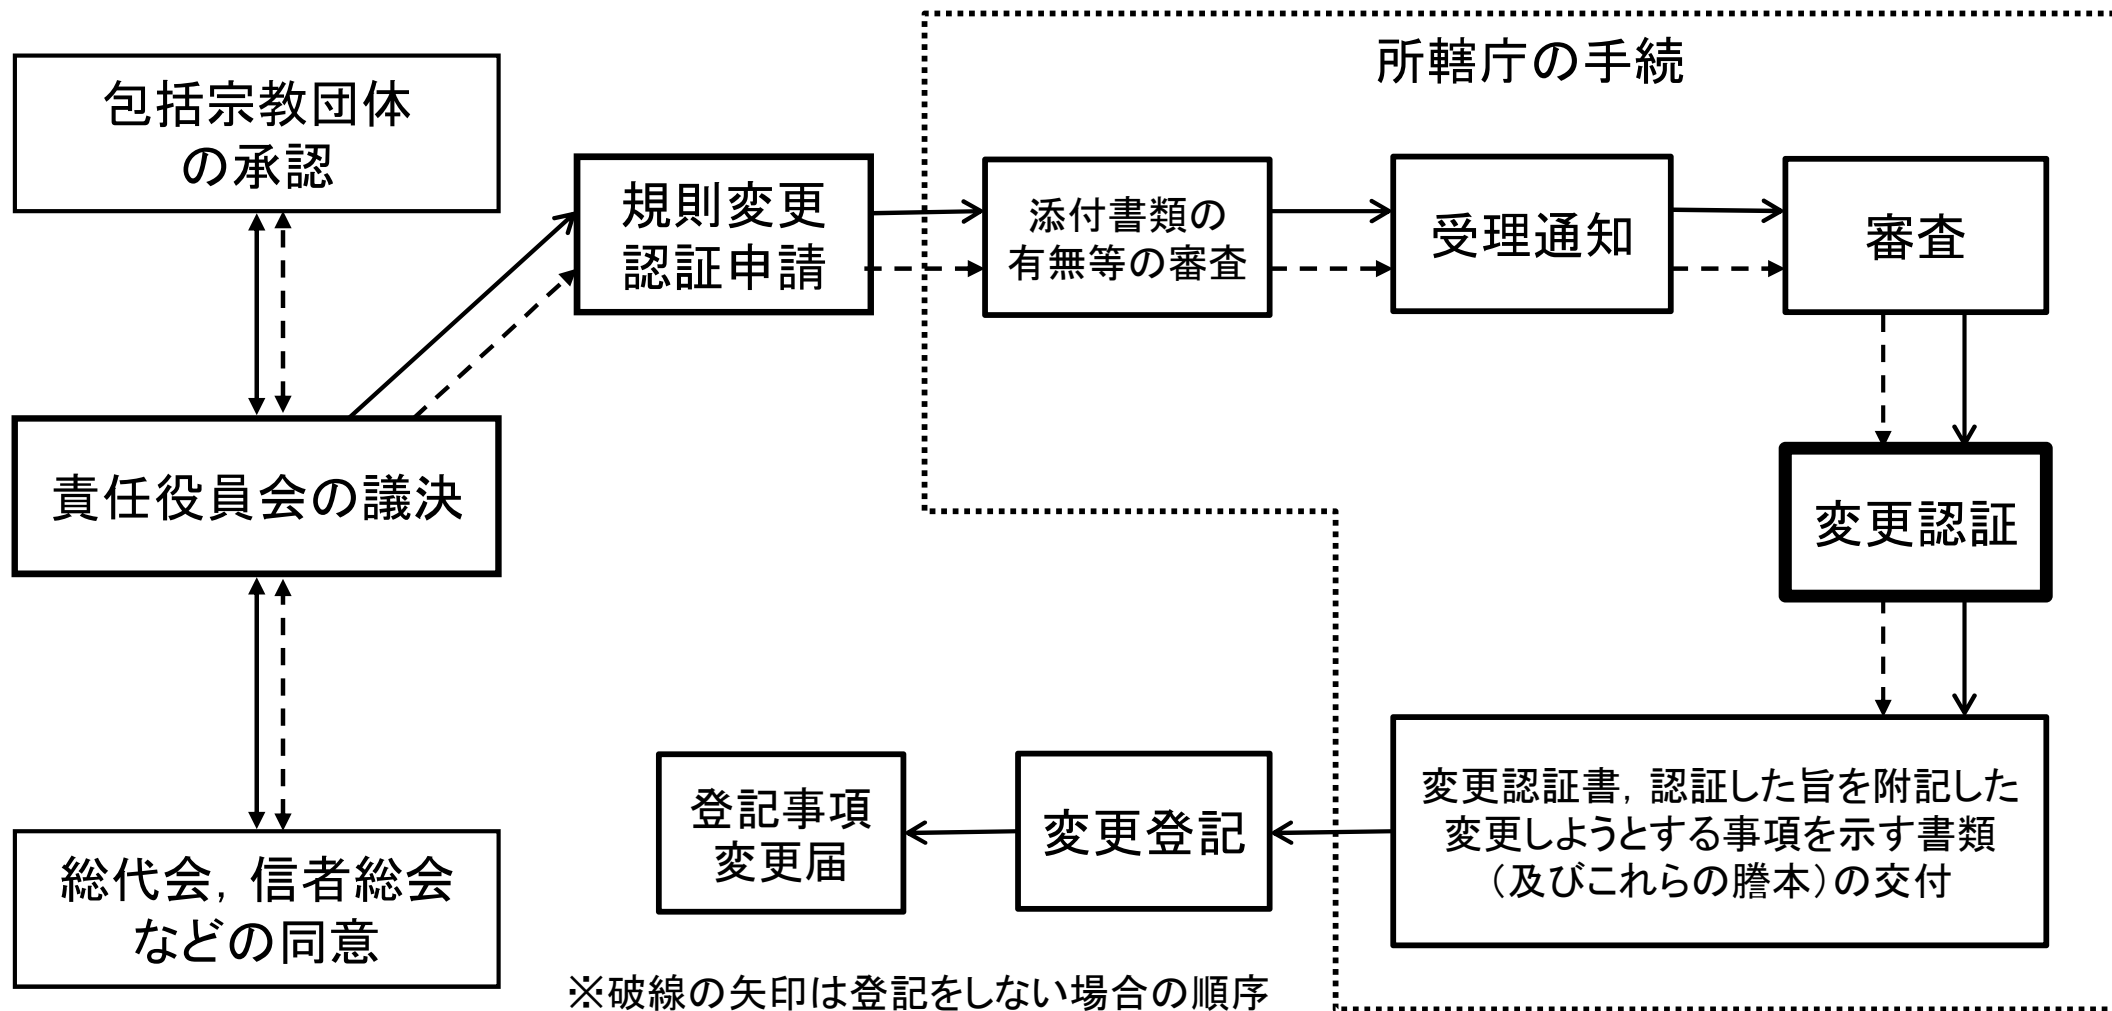 所轄庁の手続
包括宗教団体
の承認
規則変更
認証申請
添付書類の
有無等の審査
受理通知
審査
責任役員会の議決
変更認証
総代会，信者総会
などの同意
登記事項
変更届
変更登記
変更認証書，認証した旨を附記した
変更しようとする事項を示す書類
（及びこれらの謄本）の交付
※破線の矢印は登記をしない場合の順序